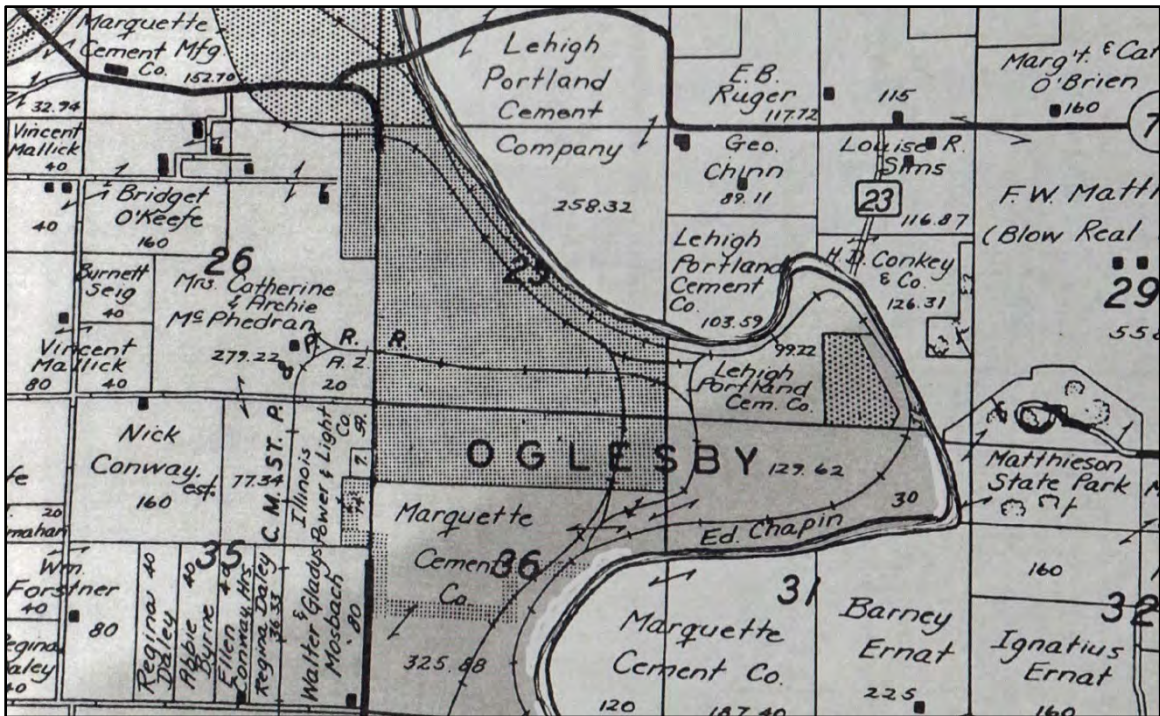 Marquette
Cement Mfg
Co.
152.70
32.94
Vincent
Mallick
40
40
Bridget
O'Keefe
160
Burnett
Seig
40
26
Mrs. Catherine
& Archie
McPhedran
279.22
Vincent
Mallick
80
40
R. R.
A. Z.
20
Lehigh
Portland
Cement
Company
258.32
25
E.B.
Ruger
117.72
115
Marg't. & Cat
O'Brien
160
7
Geo.
Chinn
89.11
Louise R.
Sims
23
116.87
F. W. Matth
(Blow Real
Lehigh
Portland
Cement
Co.
103.59
H. D. Conkey
& Co.
126.31
29
99.22
Lehigh
Portland
Cem. Co.
Nick
Conway
est.
160
77.34
C. M. ST. P.
Illinois
Power & Light
Co
OGLESBY
129.62
30
Ed. Chapin
Matthieson
State Park
20
Wm.
Forstner
40
80
35
Regina
Daley
40
Abbie
Byrne
40
Ellen
Conway, Hrs.
Regina Daley
36.33
Walter & Gladys
Mosbach
80
Marquette
Cement
Co.
36
325.88
31
Marquette
Cement Co.
120
187.40
Barney
Ernat
225
160
32
Ignatius
Ernat
160